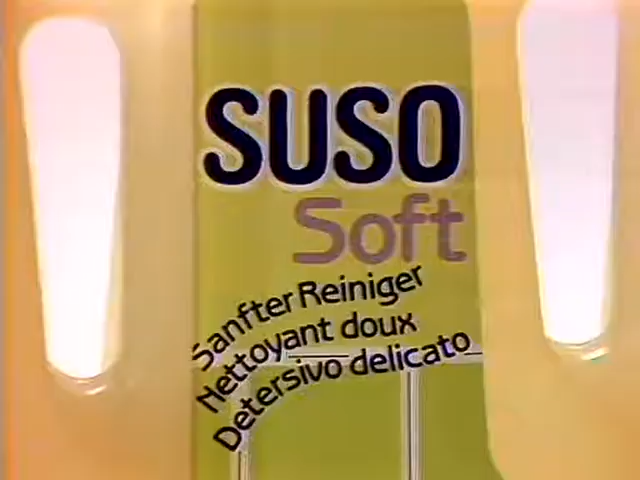 SUSO
Soft
Sanfter Reiniger
Nettoyant doux
Detersivo delicato